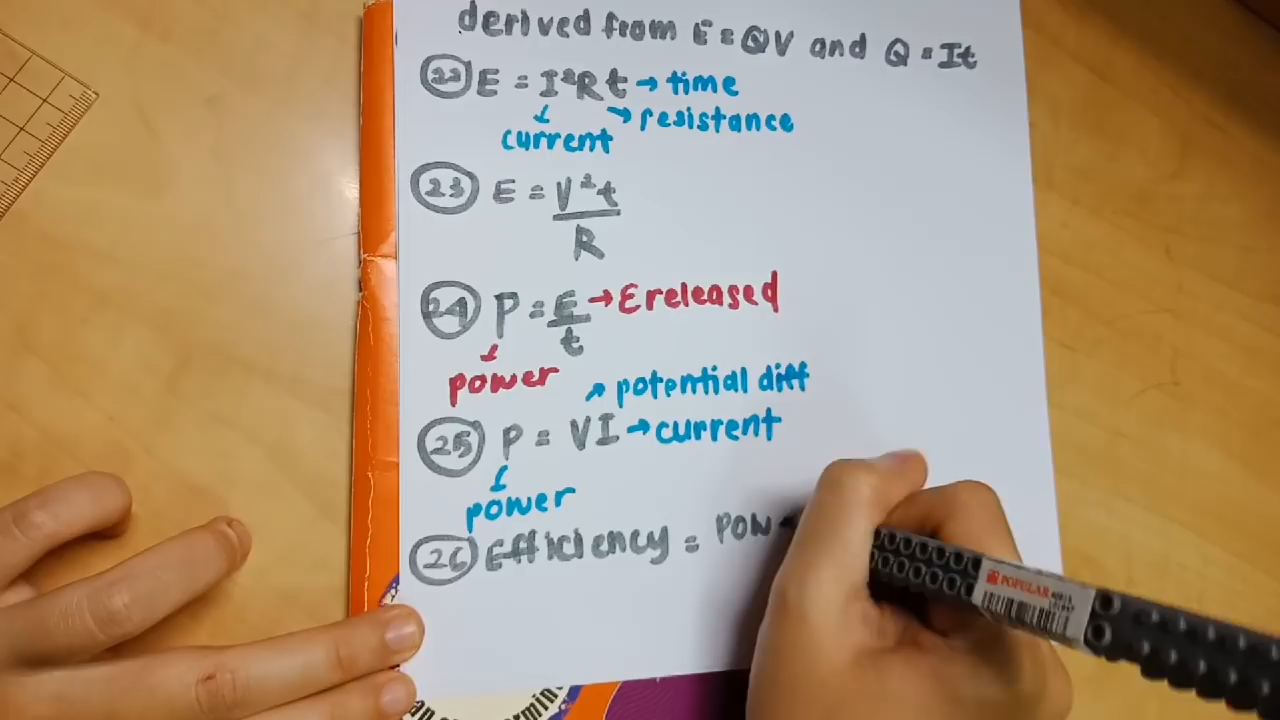 derived from E = QV and Q = It
22 E = I²Rt → time
→ resistance
current
23 E = V²t
R
24 P = E → E released
t
power
potential diff
25 P = VI → current
power
26 Efficiency = pow
POPULAR